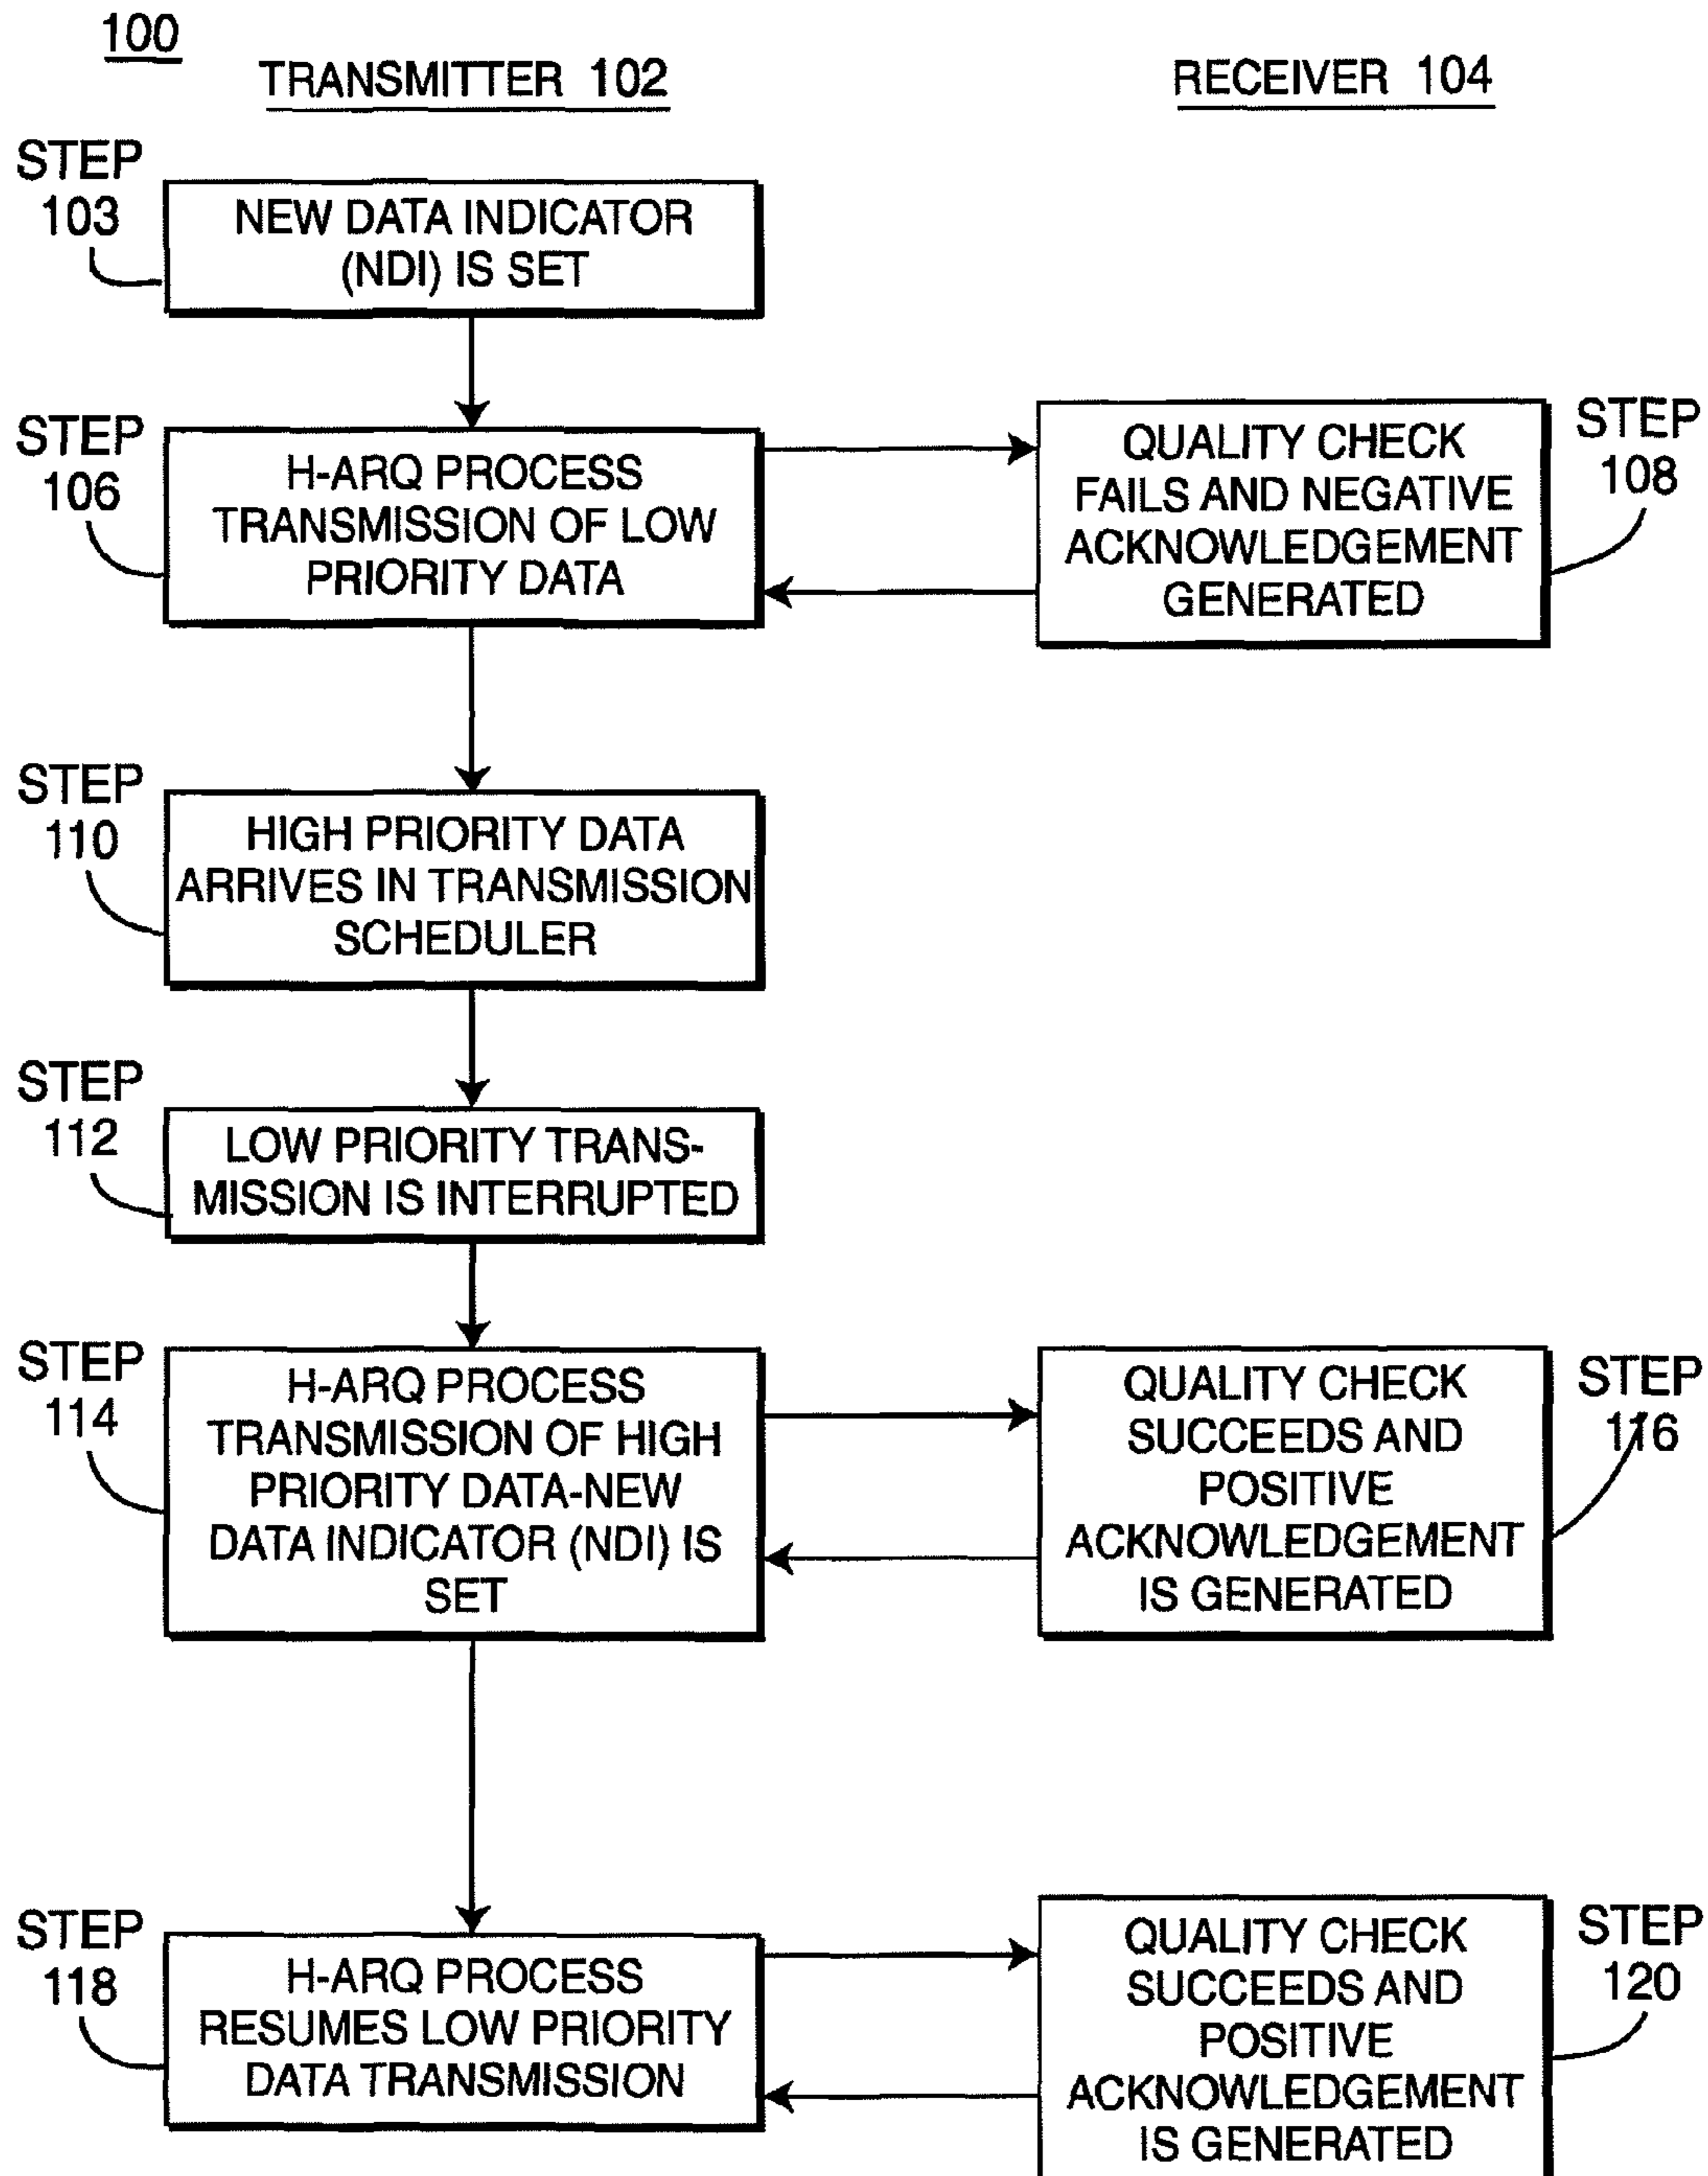 100
TRANSMITTER 102
RECEIVER 104
STEP
103
NEW DATA INDICATOR
(NDI) IS SET
STEP
106
H-ARQ PROCESS
TRANSMISSION OF LOW
PRIORITY DATA
QUALITY CHECK
FAILS AND NEGATIVE
ACKNOWLEDGEMENT
GENERATED
STEP
108
STEP
110
HIGH PRIORITY DATA
ARRIVES IN TRANSMISSION
SCHEDULER
STEP
112
LOW PRIORITY TRANS-
MISSION IS INTERRUPTED
STEP
114
H-ARQ PROCESS
TRANSMISSION OF HIGH
PRIORITY DATA-NEW
DATA INDICATOR (NDI) IS
SET
QUALITY CHECK
SUCCEEDS AND
POSITIVE
ACKNOWLEDGEMENT
IS GENERATED
STEP
116
STEP
118
H-ARQ PROCESS
RESUMES LOW PRIORITY
DATA TRANSMISSION
QUALITY CHECK
SUCCEEDS AND
POSITIVE
ACKNOWLEDGEMENT
IS GENERATED
STEP
120